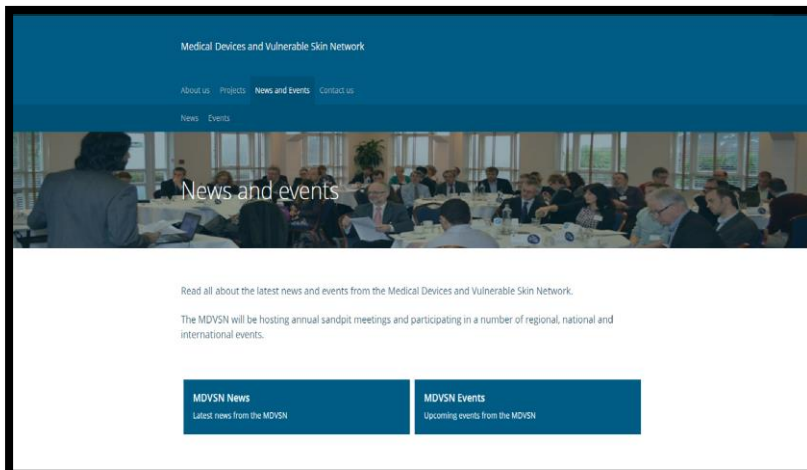 Medical Devices and Vulnerable Skin Network
About us Projects News and Events Contact us
News Events
News and events
Read all about the latest news and events from the Medical Devices and Vulnerable Skin Network.
The MDVSN will be hosting annual sandpit meetings and participating in a number of regional, national and
international events.
MDVSN News
Latest news from the MDVSN
MDVSN Events
Upcoming events from the MDVSN